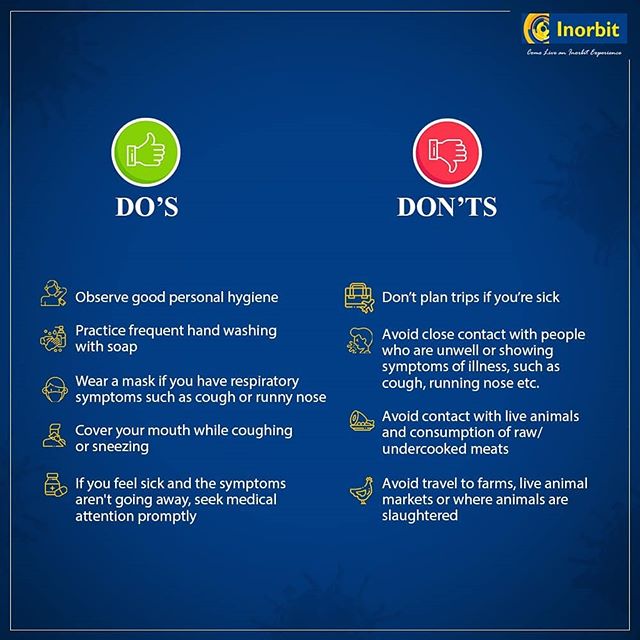 Inorbit
Come Live an Inorbit Experience
DO'S
Observe good personal hygiene
Practice frequent hand washing
with soap
Wear a mask if you have respiratory
symptoms such as cough or runny nose
Cover your mouth while coughing
or sneezing
If you feel sick and the symptoms
aren't going away, seek medical
attention promptly
DON'TS
Don't plan trips if you're sick
Avoid close contact with people
who are unwell or showing
symptoms of illness, such as
cough, running nose etc.
Avoid contact with live animals
and consumption of raw/
undercooked meats
Avoid travel to farms, live animal
markets or where animals are
slaughtered